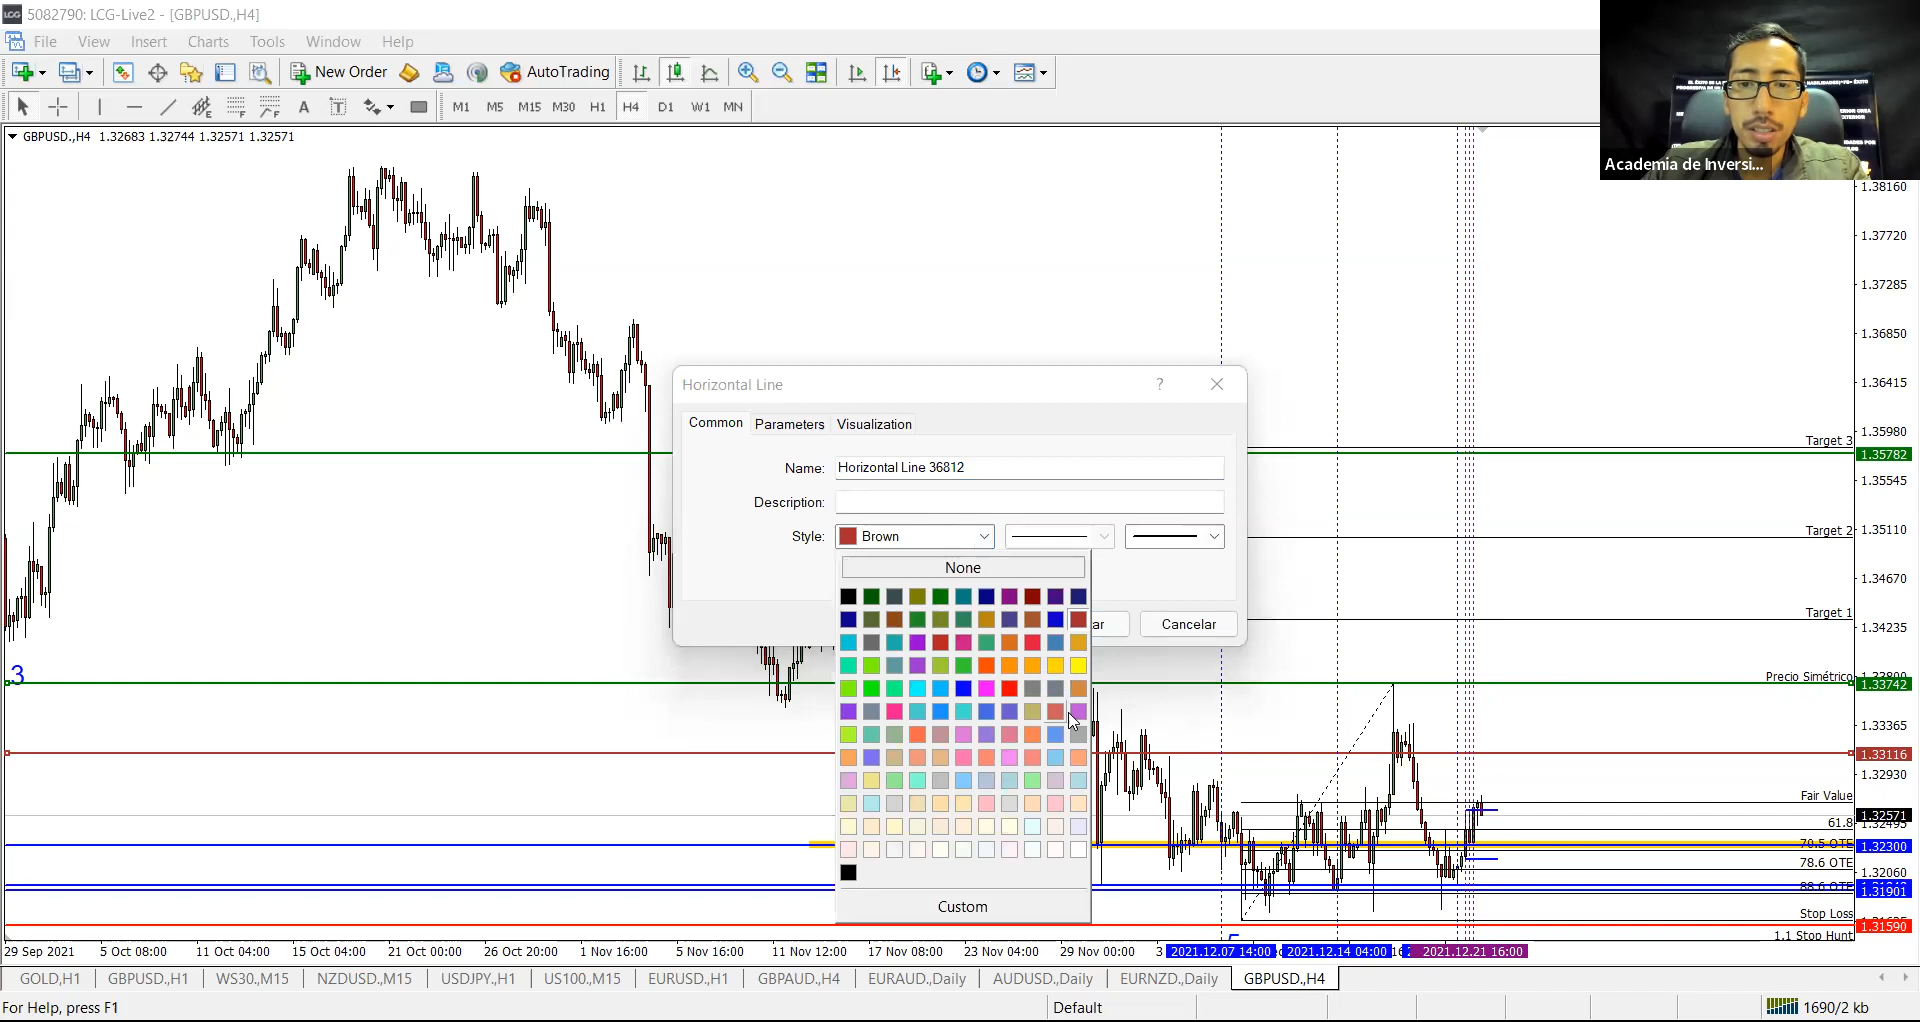 5082790: LCG-Live2 - [GBPUSD.,H4]
File View Insert Charts Tools Window Help
New Order AutoTrading
A T M1 M5 M15 M30 H1 H4 D1 W1 MN
GBPUSD.,H4 1.32683 1.32744 1.32571 1.32571
Academia de Inversi...
1.38160
1.37720
1.37285
1.36850
1.36415
1.35980
Target 3
1.35782
1.35545
Target 2
1.35110
1.34670
Target 1
1.34235
3
Precio Simétrico
1.33742
1.33365
1.33116
1.32930
Fair Value
1.32571
61.8
70.5 OTE
1.32300
78.6 OTE
1.32060
88.6 OTE
1.31901
Stop Loss
1.31590
1.1 Stop Hunt
Horizontal Line ?
Common Parameters Visualization
Name: Horizontal Line 36812
Description:
Style: Brown
None
ar Cancelar
Custom
29 Sep 2021 5 Oct 08:00 11 Oct 04:00 15 Oct 04:00 21 Oct 00:00 26 Oct 20:00 1 Nov 16:00 5 Nov 16:00 11 Nov 12:00 17 Nov 08:00 23 Nov 04:00 29 Nov 00:00 3 2021.12.07 14:00 2021.12.14 04:00 2021.12.21 16:00
GOLD,H1 GBPUSD.,H1 WS30.,M15 NZDUSD.,M15 USDJPY.,H1 US100.,M15 EURUSD.,H1 GBPAUD.,H4 EURAUD.,Daily AUDUSD.,Daily EURNZD.,Daily GBPUSD.,H4
For Help, press F1 Default 1690/2 kb